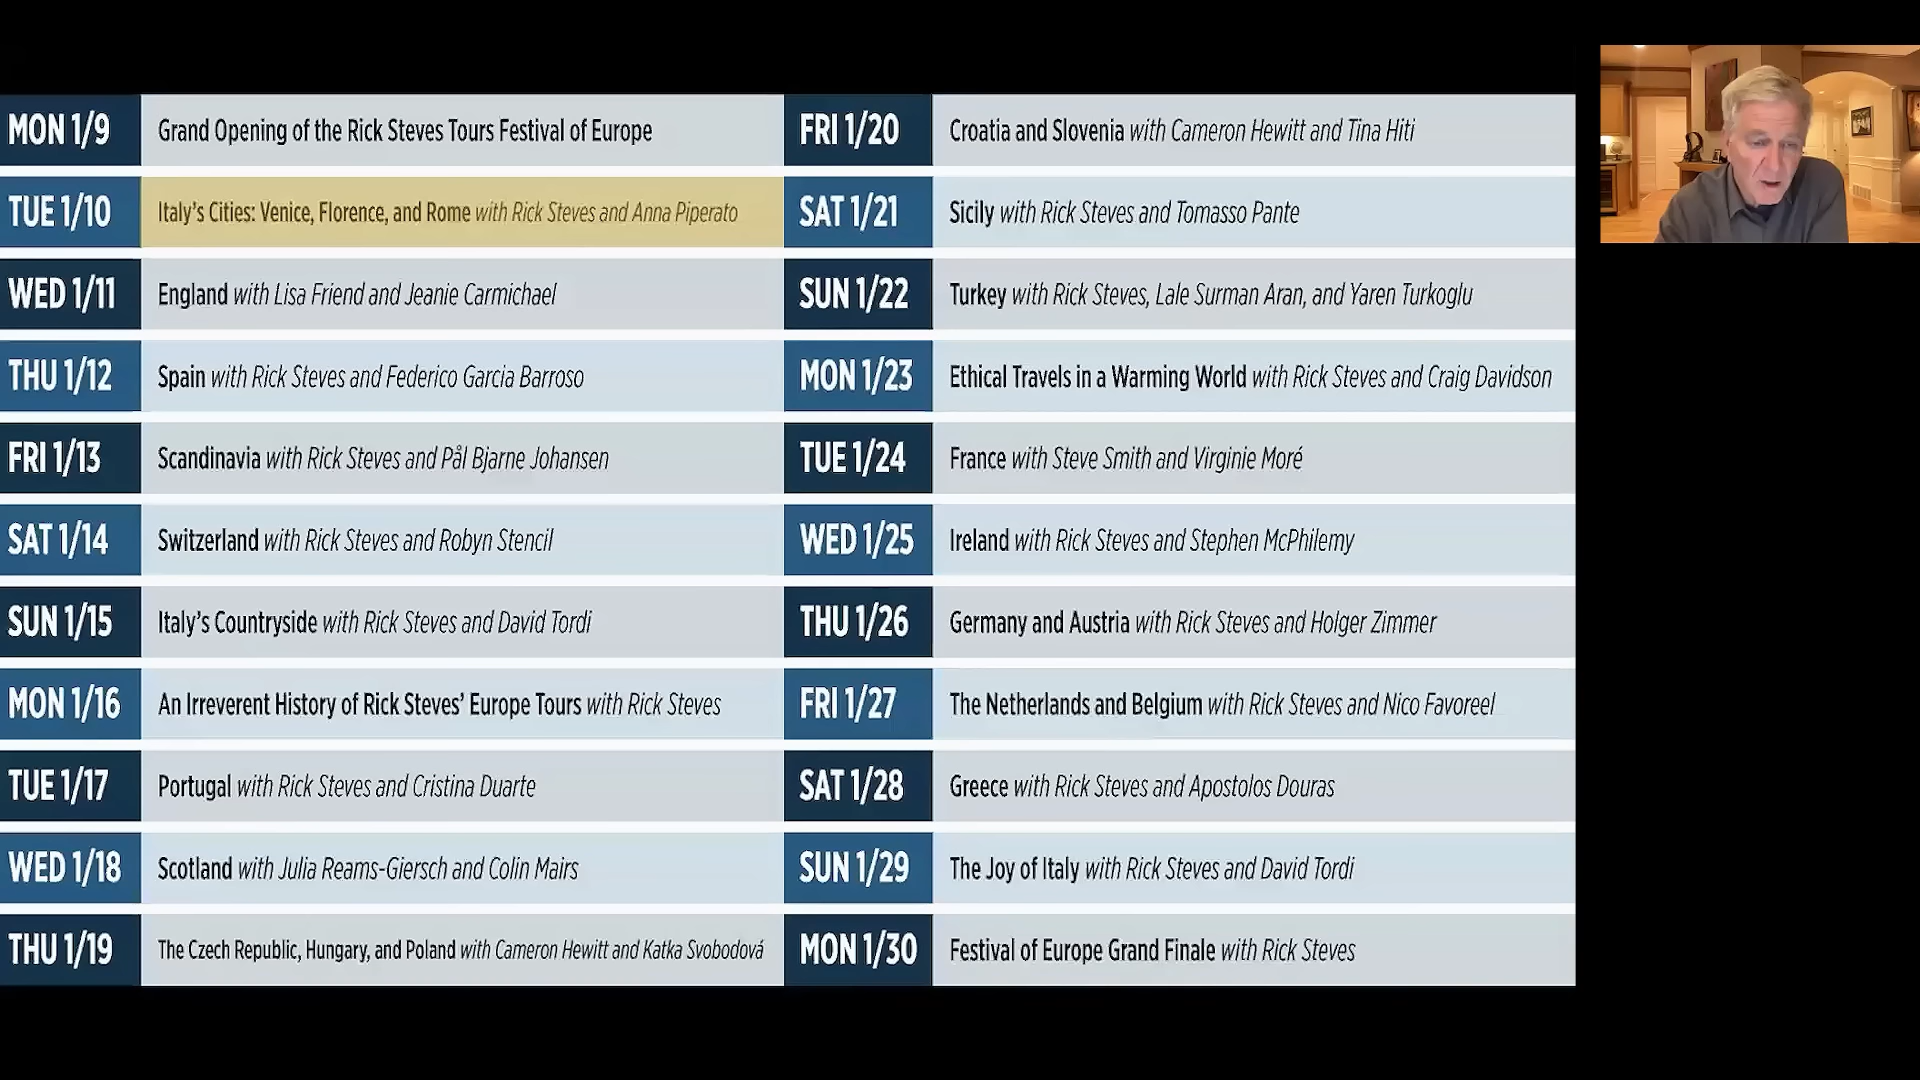 MON 1/9 Grand Opening of the Rick Steves Tours Festival of Europe
TUE 1/10 Italy's Cities: Venice, Florence, and Rome with Rick Steves and Anna Piperato
WED 1/11 England with Lisa Friend and Jeanie Carmichael
THU 1/12 Spain with Rick Steves and Federico Garcia Barroso
FRI 1/13 Scandinavia with Rick Steves and Pål Bjarne Johansen
SAT 1/14 Switzerland with Rick Steves and Robyn Stencil
SUN 1/15 Italy's Countryside with Rick Steves and David Tordi
MON 1/16 An Irreverent History of Rick Steves' Europe Tours with Rick Steves
TUE 1/17 Portugal with Rick Steves and Cristina Duarte
WED 1/18 Scotland with Julia Reams-Giersch and Colin Mairs
THU 1/19 The Czech Republic, Hungary, and Poland with Cameron Hewitt and Katka Svobodová
FRI 1/20 Croatia and Slovenia with Cameron Hewitt and Tina Hiti
SAT 1/21 Sicily with Rick Steves and Tomasso Pante
SUN 1/22 Turkey with Rick Steves, Lale Surman Aran, and Yaren Turkoglu
MON 1/23 Ethical Travels in a Warming World with Rick Steves and Craig Davidson
TUE 1/24 France with Steve Smith and Virginie Moré
WED 1/25 Ireland with Rick Steves and Stephen McPhilemy
THU 1/26 Germany and Austria with Rick Steves and Holger Zimmer
FRI 1/27 The Netherlands and Belgium with Rick Steves and Nico Favoreel
SAT 1/28 Greece with Rick Steves and Apostolos Douras
SUN 1/29 The Joy of Italy with Rick Steves and David Tordi
MON 1/30 Festival of Europe Grand Finale with Rick Steves